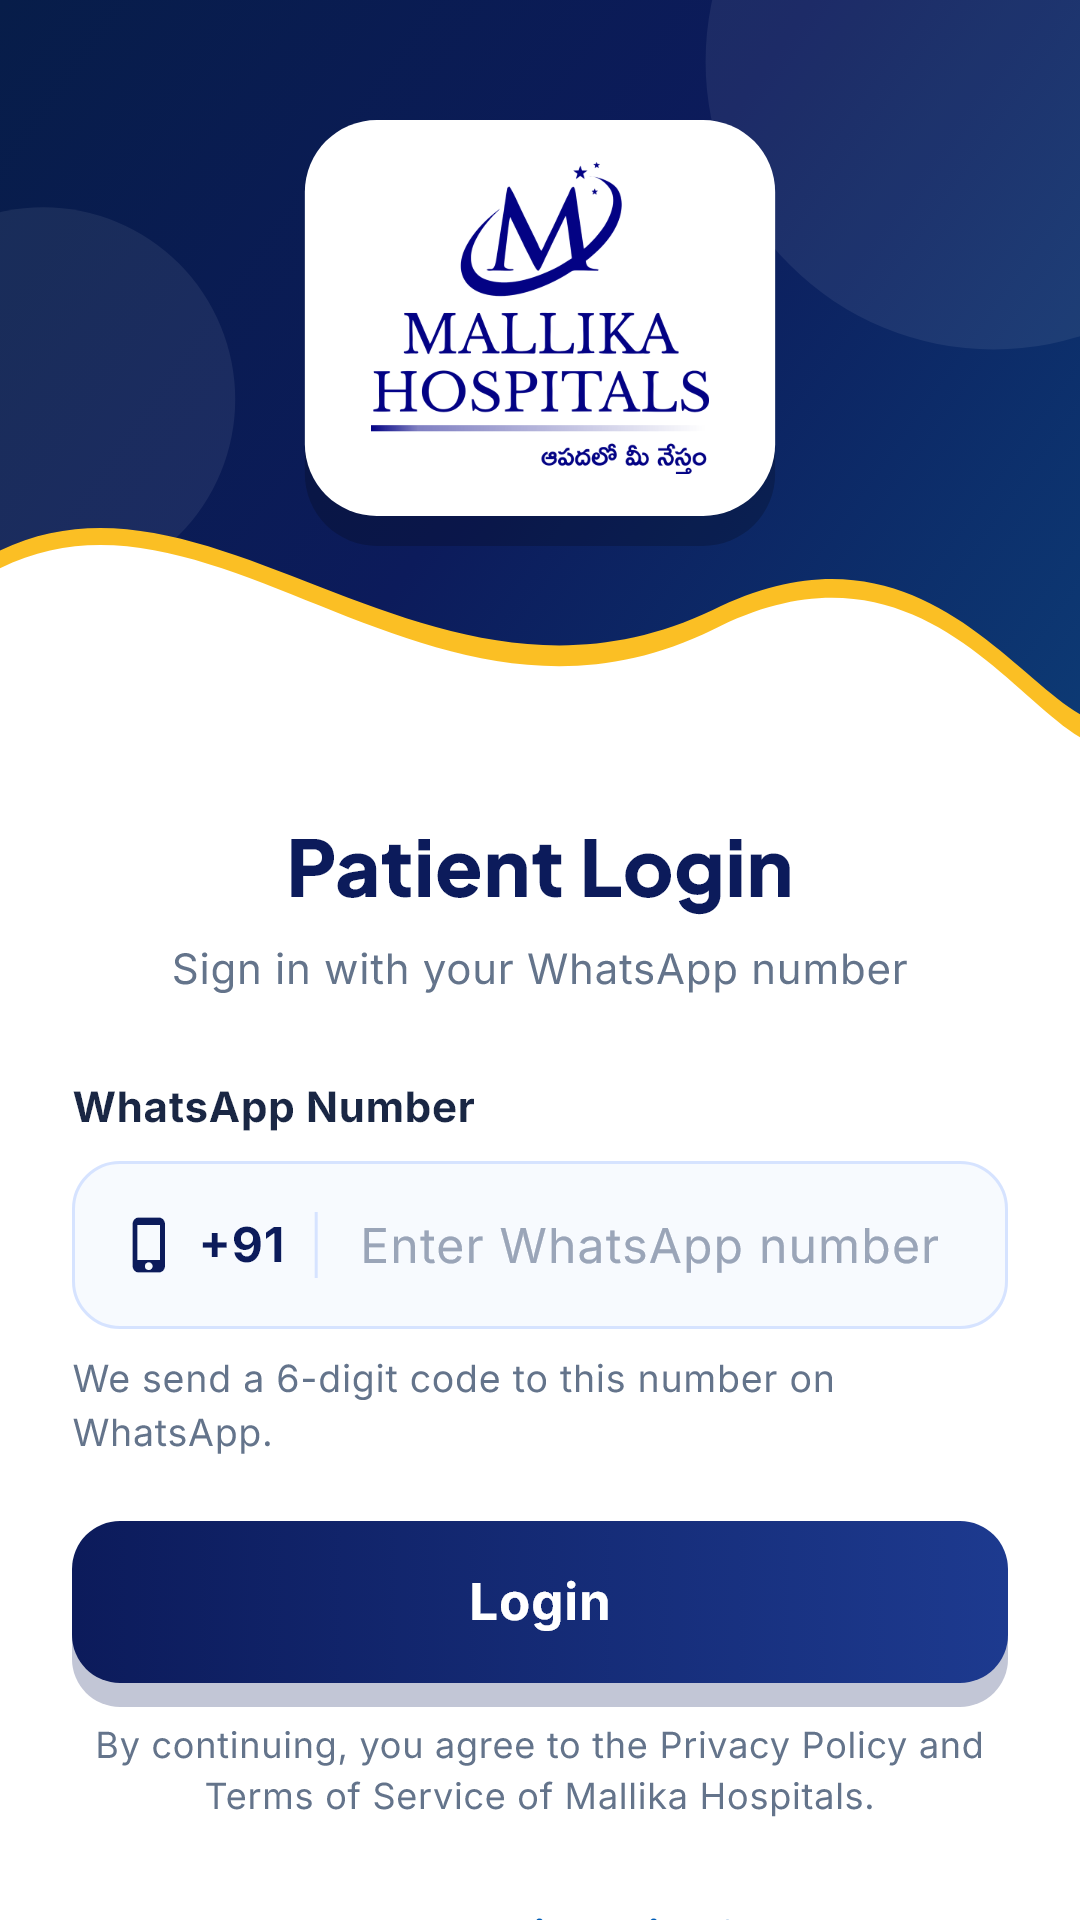 M
MALLIKA
HOSPITALS
ఆపదలో మీ నేస్తం
Patient Login
Sign in with your WhatsApp number
WhatsApp Number
+91 Enter WhatsApp number
We send a 6-digit code to this number on
WhatsApp.
Login
By continuing, you agree to the Privacy Policy and
Terms of Service of Mallika Hospitals.